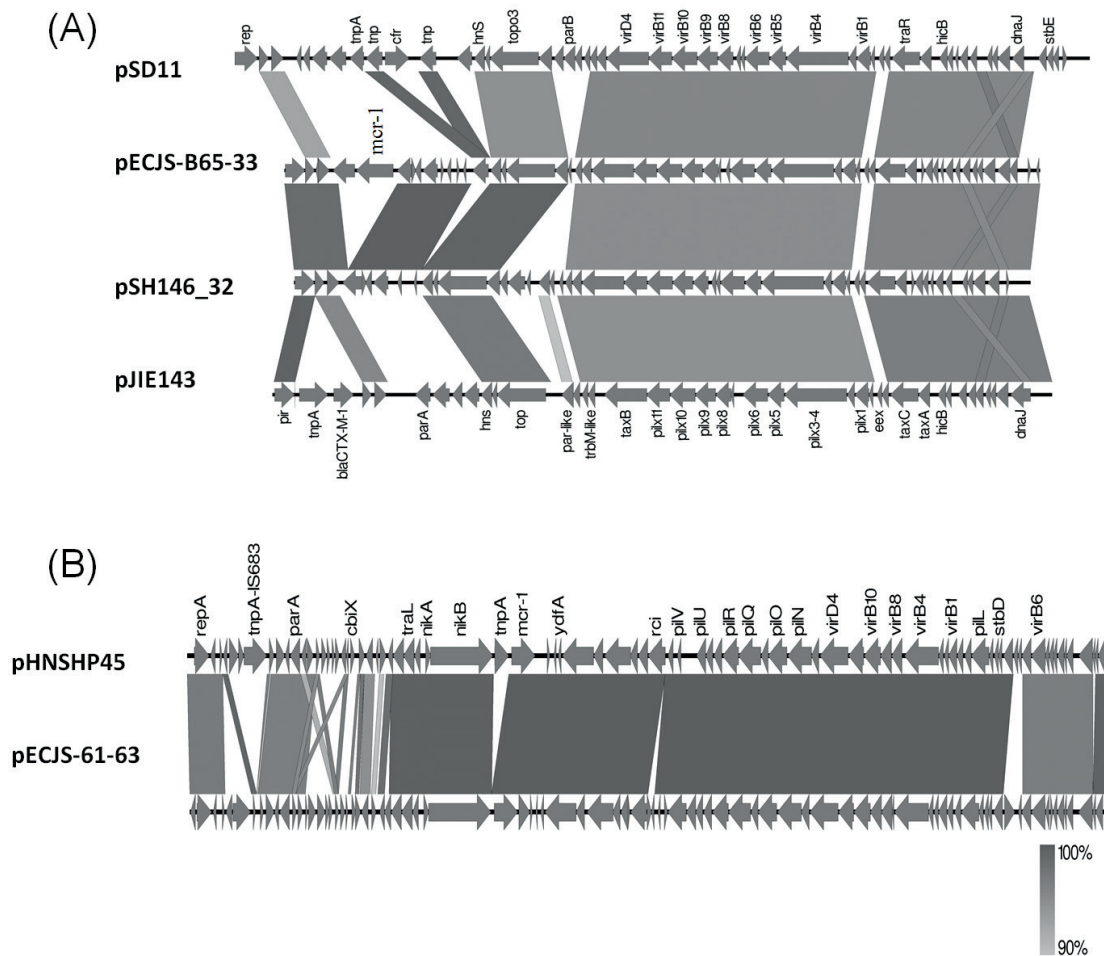 (A)
rep tnpA tnp cfr tnp hnS topo3 parB virD4 virB11 virB10 virB9 virB8 virB6 virB5 virB4 virB1 traR hicB dnaJ stbE
pSD11
mcr-1
pECJS-B65-33
pSH146_32
pJIE143
pir tnpA blaCTX-M-1 parA hns top par-like trbM-like taxB pilx11 pilx10 pilx9 pilx8 pilx6 pilx5 pilx3-4 pilx1 eex taxC taxA hicB dnaJ
(B)
repA tnpA-IS683 parA cbiX traL nikA nikB tnpA mcr-1 ydfA rci pilV pilU pilR pilQ pilO pilN virD4 virB10 virB8 virB4 virB1 pilL stbD virB6
pHNSHP45
pECJS-61-63
100%
90%